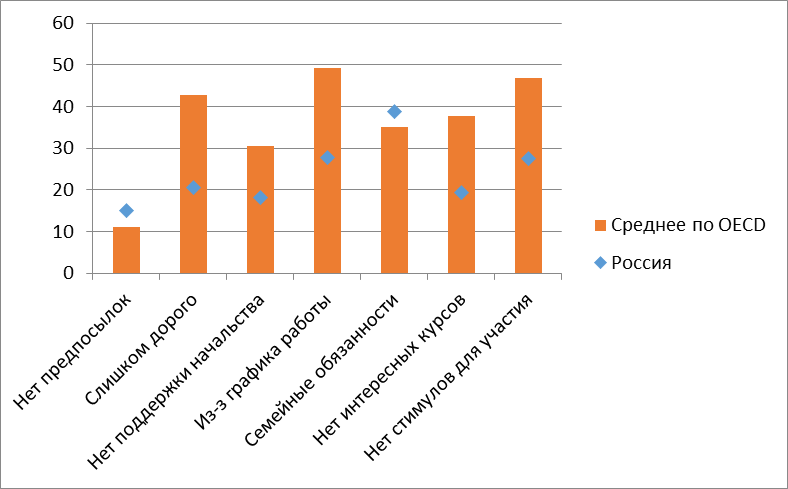 60
50
40
30
20
10
0
Нет предпосылок
Слишком дорого
Нет поддержки начальства
Из-з графика работы
Семейные обязанности
Нет интересных курсов
Нет стимулов для участия
Среднее по OECD
Россия